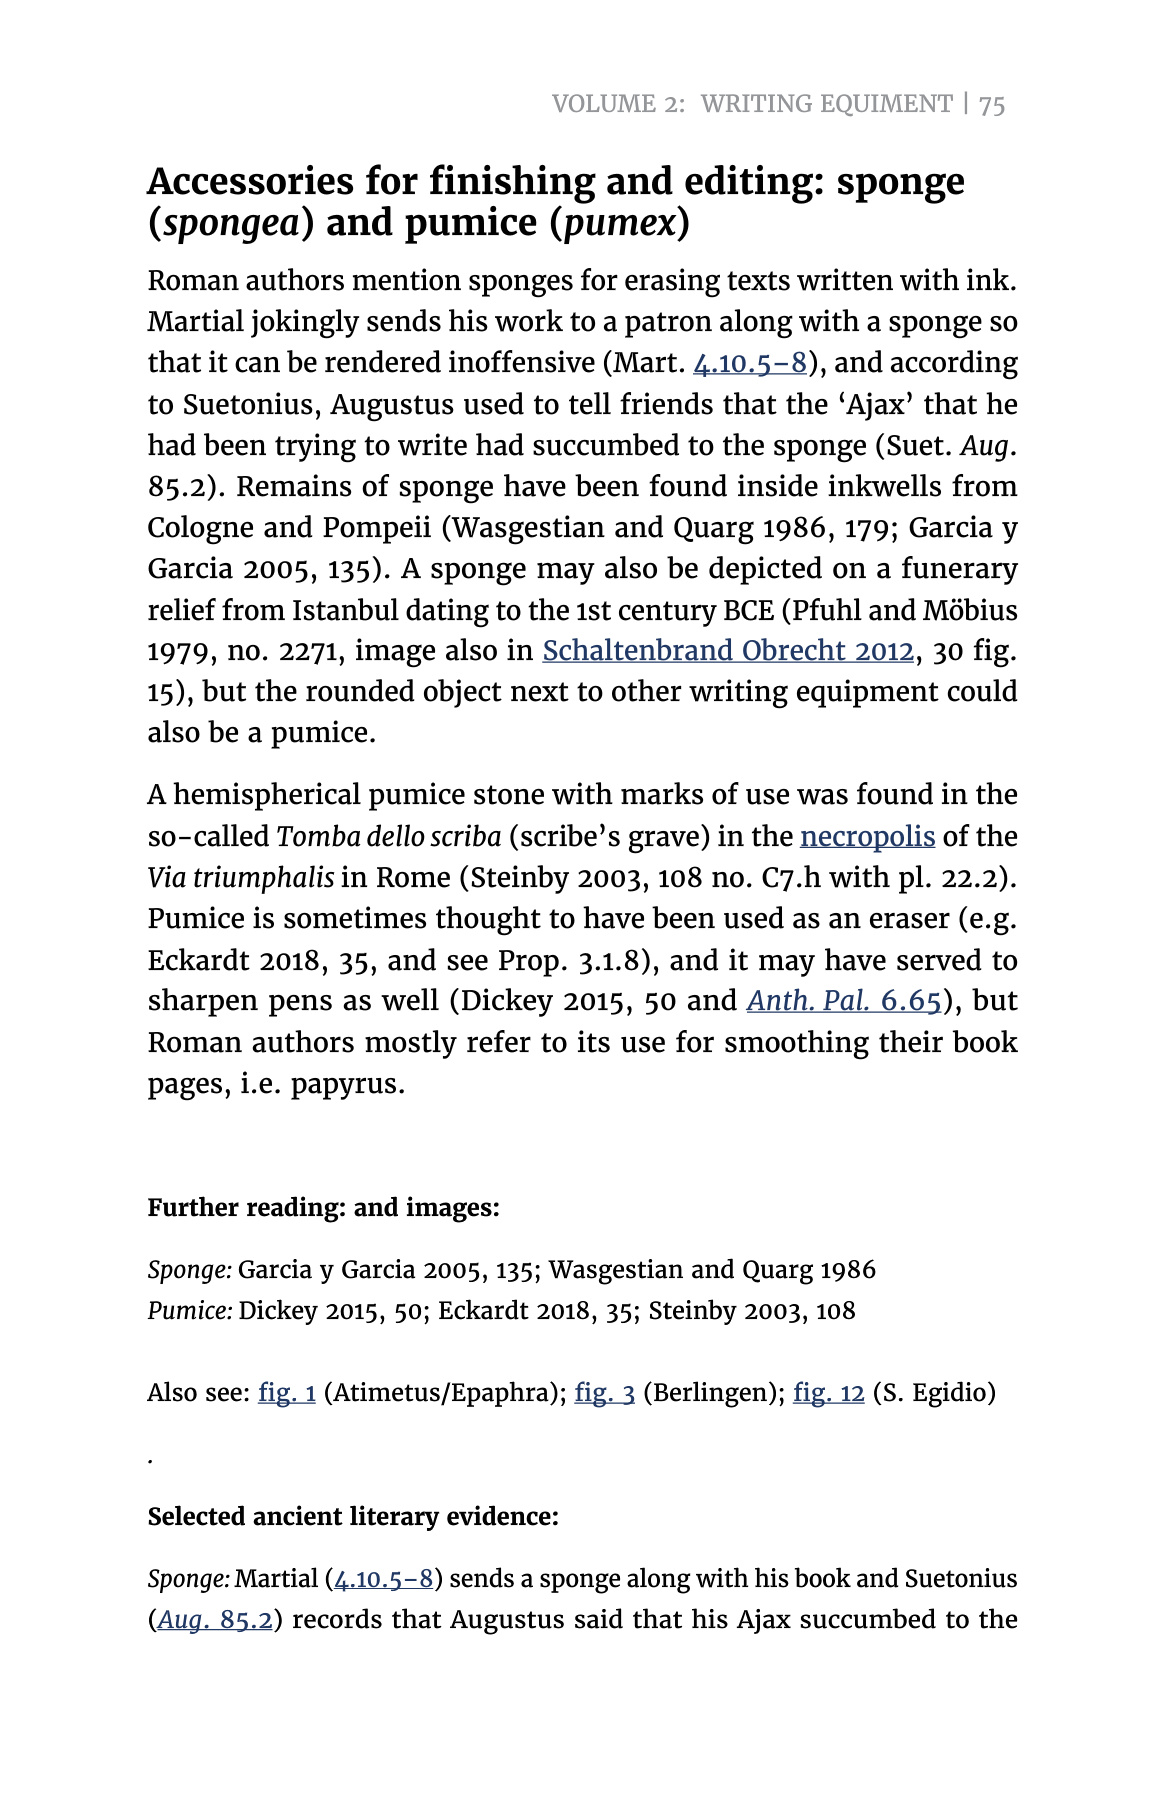 VOLUME 2: WRITING EQUIMENT | 75
Accessories for finishing and editing: sponge
(spongea) and pumice (pumex)
Roman authors mention sponges for erasing texts written with ink.
Martial jokingly sends his work to a patron along with a sponge so
that it can be rendered inoffensive (Mart. 4.10.5–8), and according
to Suetonius, Augustus used to tell friends that the ‘Ajax’ that he
had been trying to write had succumbed to the sponge (Suet. Aug.
85.2). Remains of sponge have been found inside inkwells from
Cologne and Pompeii (Wasgestian and Quarg 1986, 179; Garcia y
Garcia 2005, 135). A sponge may also be depicted on a funerary
relief from Istanbul dating to the 1st century BCE (Pfuhl and Möbius
1979, no. 2271, image also in Schaltenbrand Obrecht 2012, 30 fig.
15), but the rounded object next to other writing equipment could
also be a pumice.
A hemispherical pumice stone with marks of use was found in the
so-called Tomba dello scriba (scribe’s grave) in the necropolis of the
Via triumphalis in Rome (Steinby 2003, 108 no. C7.h with pl. 22.2).
Pumice is sometimes thought to have been used as an eraser (e.g.
Eckardt 2018, 35, and see Prop. 3.1.8), and it may have served to
sharpen pens as well (Dickey 2015, 50 and Anth. Pal. 6.65), but
Roman authors mostly refer to its use for smoothing their book
pages, i.e. papyrus.
Further reading: and images:
Sponge: Garcia y Garcia 2005, 135; Wasgestian and Quarg 1986
Pumice: Dickey 2015, 50; Eckardt 2018, 35; Steinby 2003, 108
Also see: fig. 1 (Atimetus/Epaphra); fig. 3 (Berlingen); fig. 12 (S. Egidio)
.
Selected ancient literary evidence:
Sponge: Martial (4.10.5–8) sends a sponge along with his book and Suetonius
(Aug. 85.2) records that Augustus said that his Ajax succumbed to the